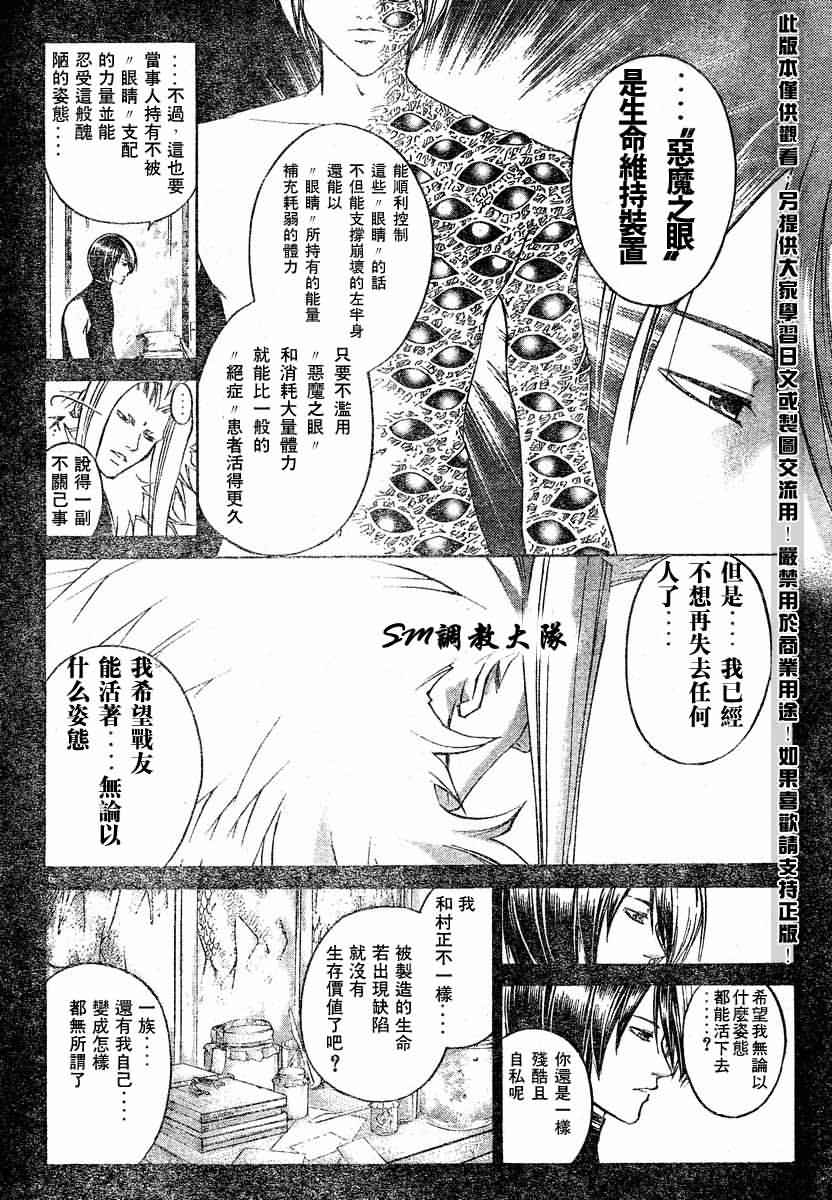 ....〝惡魔之眼〞
是生命維持裝置
能順利控制
這些〝眼睛〞的話
不但能支撐崩壞的左半身
還能以
〝眼睛〞所持有的能量
補充耗弱的體力
只要不濫用
〝惡魔之眼〞
和消耗大量體力
就能比一般的
〝絕症〞患者活得更久
....不過，這也要
當事人持有不被
〝眼睛〞支配
的力量並能
忍受這般醜
陋的姿態...
....
說得一副
不關己事
但是....我已經
不想再失去任何
人了....
SM調教大隊
我希望戰友
能活著....無論以
什么姿態
希望我無論以
什麽姿態
都能活下去
.....？
你還是一樣
殘酷且
自私呢
我
和村正不一樣...
被製造的生命
若出現缺陷
就沒有
生存價值了吧？
一族....
還有我自己....
變成怎樣
都無所謂了
此版本僅供觀看，另提供大家學習日文或製圖交流用！嚴禁用於商業用途！如果喜歡請支持正版！